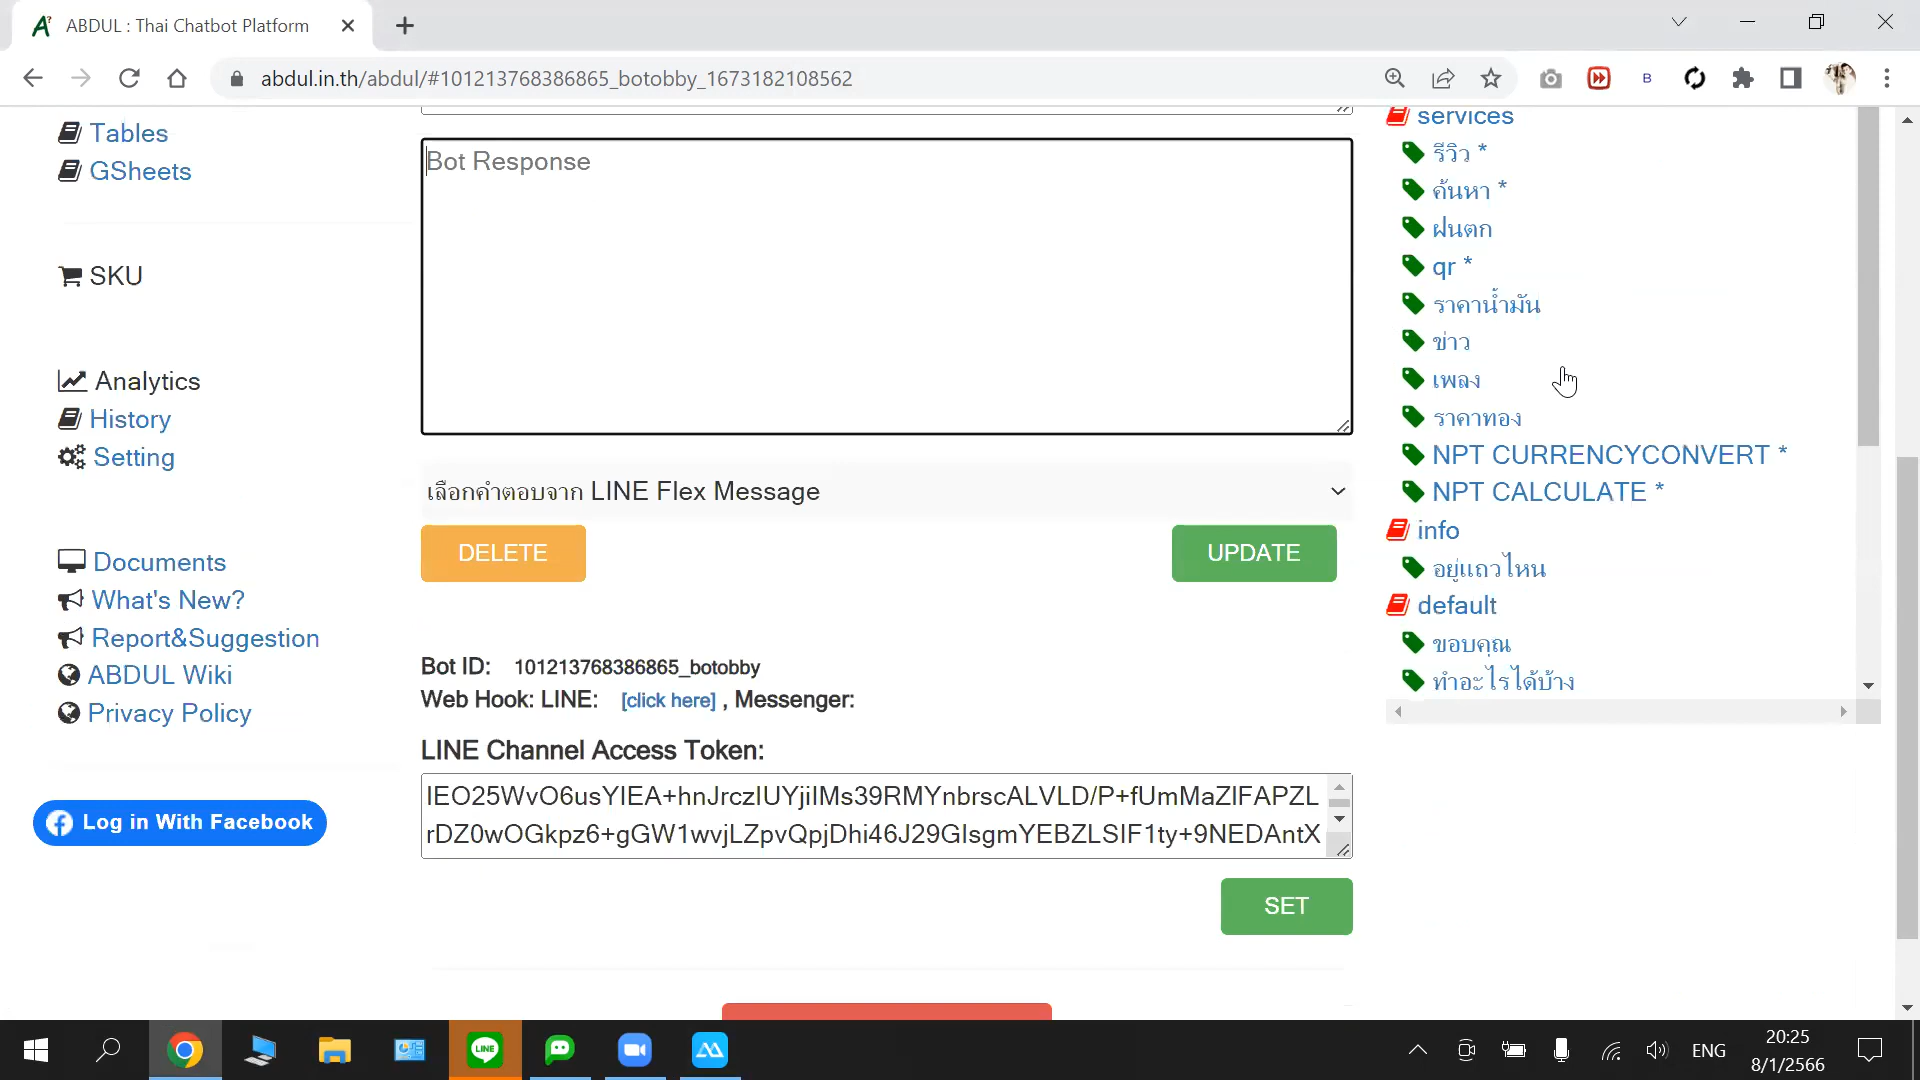 ABDUL : Thai Chatbot Platform
abdul.in.th/abdul/#101213768386865_botobby_1673182108562
B
Tables
GSheets
SKU
Analytics
History
Setting
Documents
What's New?
Report&Suggestion
ABDUL Wiki
Privacy Policy
Log in With Facebook
Bot Response
เลือกคำตอบจาก LINE Flex Message
DELETE
UPDATE
Bot ID: 101213768386865_botobby
Web Hook: LINE: [click here] , Messenger:
LINE Channel Access Token:
IEO25WvO6usYIEA+hnJrczIUYjiIMs39RMYnbrscALVLD/P+fUmMaZIFAPZL
rDZ0wOGkpz6+gGW1wvjLZpvQpjDhi46J29GIsgmYEBZLSIF1ty+9NEDAntX
SET
services
รีวิว *
ค้นหา *
ฝนตก
qr *
ราคาน้ำมัน
ข่าว
เพลง
ราคาทอง
NPT CURRENCYCONVERT *
NPT CALCULATE *
info
อยู่แถวไหน
default
ขอบคุณ
ทำอะไรได้บ้าง
LINE
ENG
20:25
8/1/2566